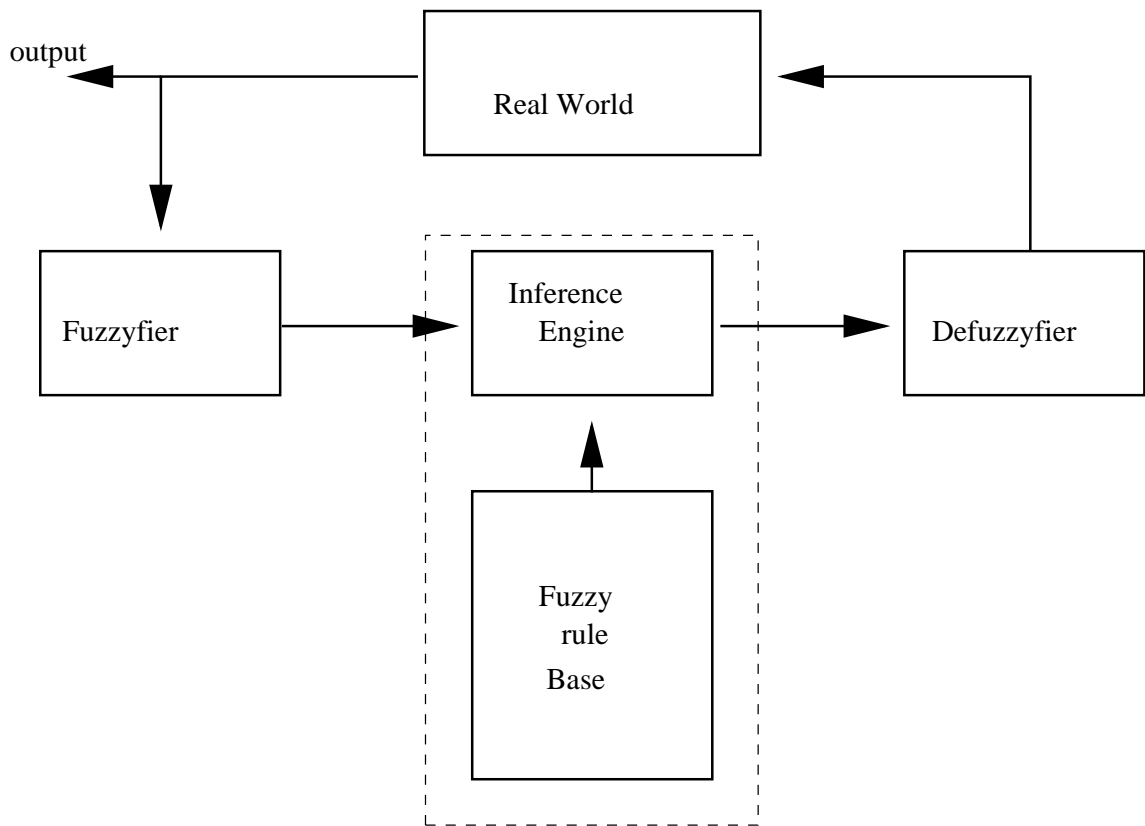 output
Real World
Fuzzyfier
Inference
Engine
Defuzzyfier
Fuzzy
rule
Base